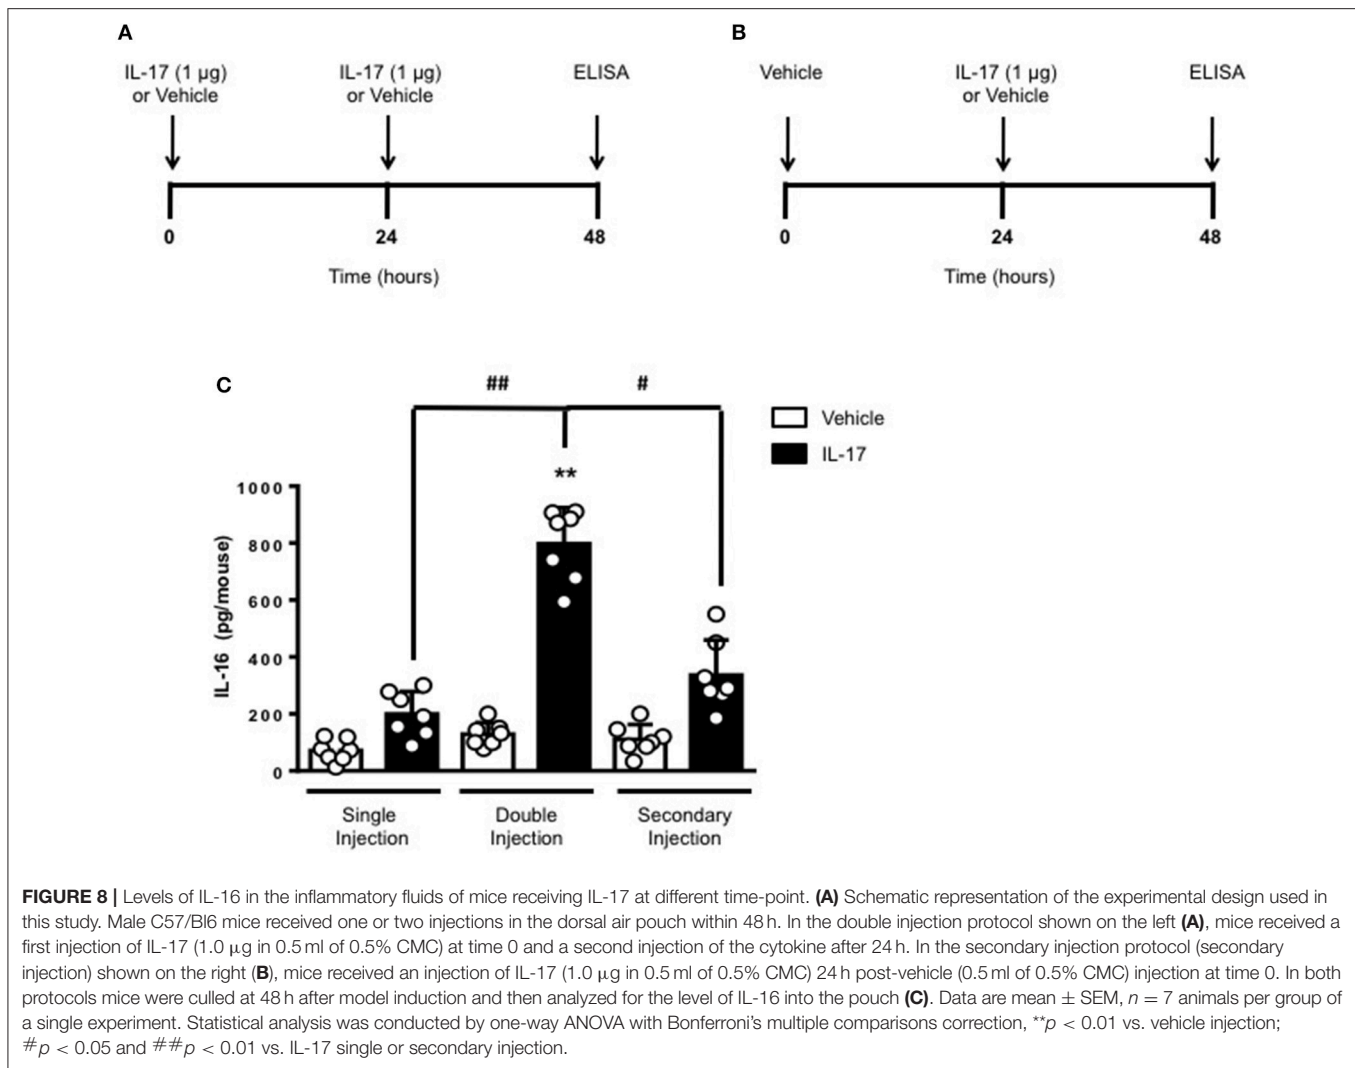 A
IL-17 (1 µg)
or Vehicle
IL-17 (1 µg)
or Vehicle
ELISA
0
24
48
Time (hours)
B
Vehicle
IL-17 (1 µg)
or Vehicle
ELISA
0
24
48
Time (hours)
C
##
#
**
Vehicle
IL-17
IL-16 (pg/mouse)
1000
800
600
400
200
0
Single
Injection
Double
Injection
Secondary
Injection
FIGURE 8 | Levels of IL-16 in the inflammatory fluids of mice receiving IL-17 at different time-point. (A) Schematic representation of the experimental design used in
this study. Male C57/Bl6 mice received one or two injections in the dorsal air pouch within 48 h. In the double injection protocol shown on the left (A), mice received a
first injection of IL-17 (1.0 µg in 0.5 ml of 0.5% CMC) at time 0 and a second injection of the cytokine after 24 h. In the secondary injection protocol (secondary
injection) shown on the right (B), mice received an injection of IL-17 (1.0 µg in 0.5 ml of 0.5% CMC) 24 h post-vehicle (0.5 ml of 0.5% CMC) injection at time 0. In both
protocols mice were culled at 48 h after model induction and then analyzed for the level of IL-16 into the pouch (C). Data are mean ± SEM, n = 7 animals per group of
a single experiment. Statistical analysis was conducted by one-way ANOVA with Bonferroni's multiple comparisons correction, **p < 0.01 vs. vehicle injection;
#p < 0.05 and ##p < 0.01 vs. IL-17 single or secondary injection.